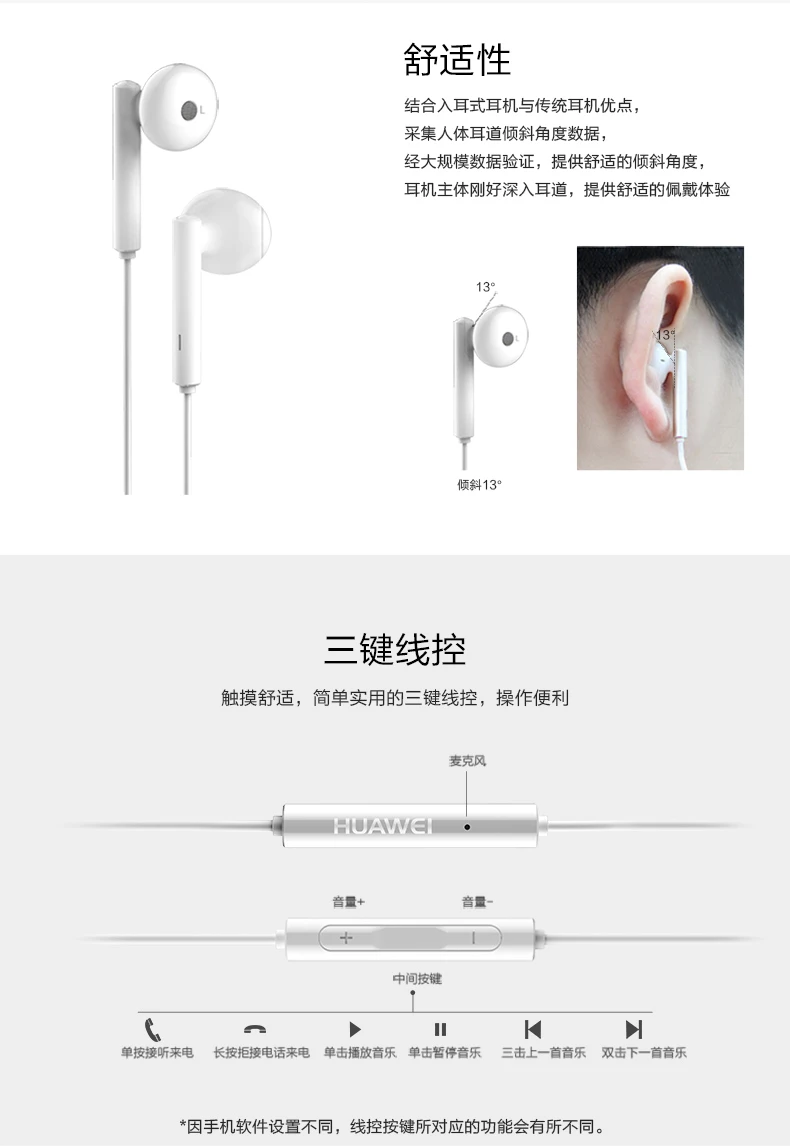 舒适性
结合入耳式耳机与传统耳机优点，
采集人体耳道倾斜角度数据，
经大规模数据验证，提供舒适的倾斜角度，
耳机主体刚好深入耳道，提供舒适的佩戴体验
L
13°
L
13°
倾斜13°
三键线控
触摸舒适，简单实用的三键线控，操作便利
麦克风
HUAWEI
音量+ 音量-
中间按键
单按接听来电 长按拒接电话来电 单击播放音乐 单击暂停音乐 三击上一首音乐 双击下一首音乐
*因手机软件设置不同，线控按键所对应的功能会有所不同。